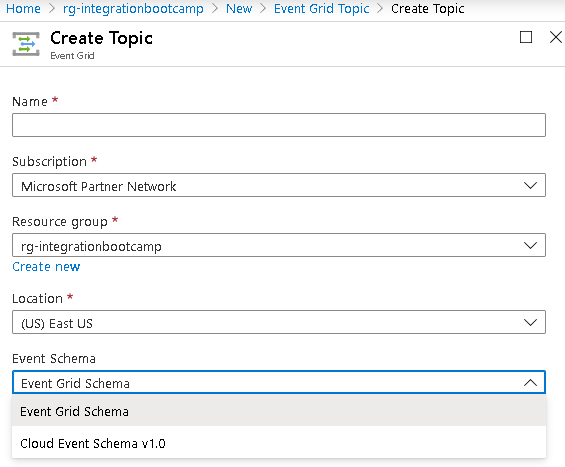 Home > rg-integrationbootcamp > New > Event Grid Topic > Create Topic
Create Topic
Event Grid
Name *
Subscription *
Microsoft Partner Network
Resource group *
rg-integrationbootcamp
Create new
Location *
(US) East US
Event Schema
Event Grid Schema
Event Grid Schema
Cloud Event Schema v1.0